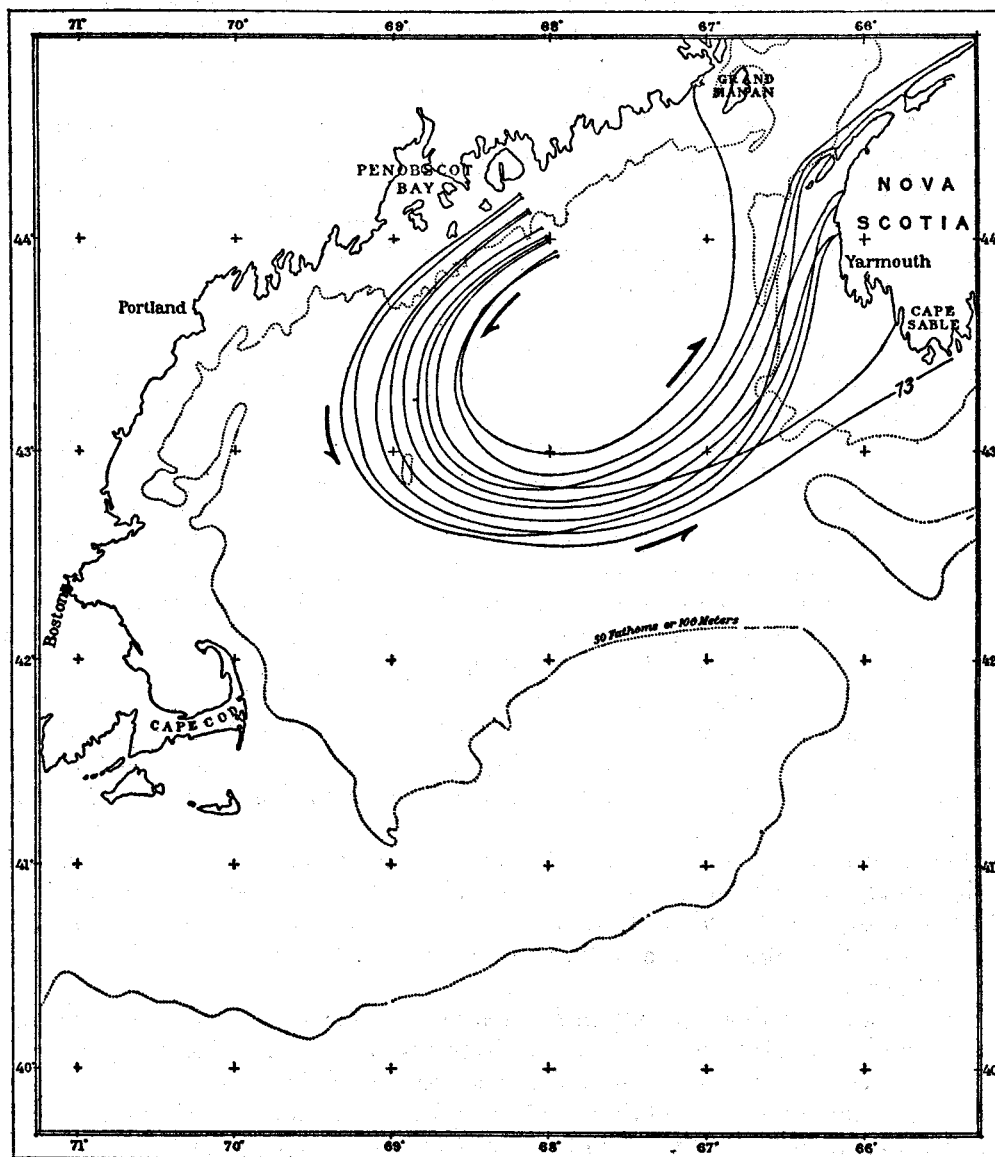 71° 70° 69° 68° 67° 66°
GRAND
MANAN
PENOBSCOT
BAY
NOVA
SCOTIA
44° 44
Yarmouth
Portland
CAPE
SABLE
73
43° 43
Boston
50 Fathoms or 100 Meters
42° 42
CAPE COD
41° 41
40° 40
71° 70° 69° 68° 67° 66°